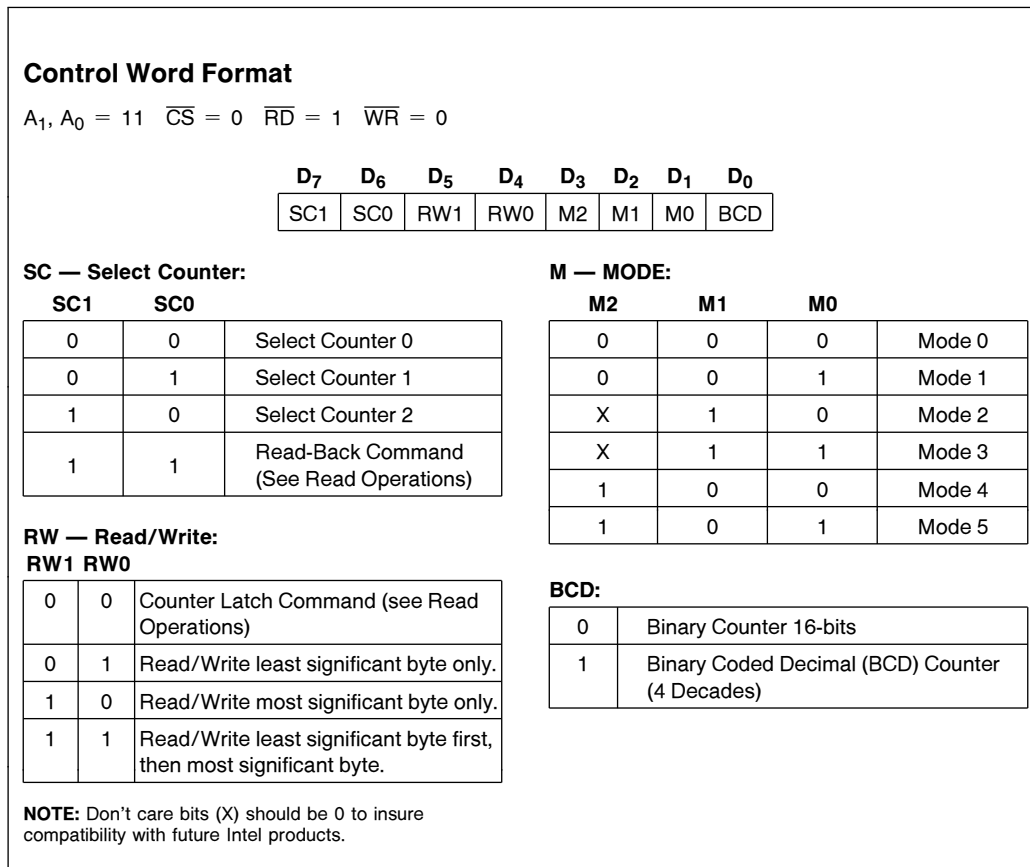 Control Word Format
A1, A0 = 11 C̅S̅ = 0 R̅D̅ = 1 W̅R̅ = 0
D7 D6 D5 D4 D3 D2 D1 D0
SC1 SC0 RW1 RW0 M2 M1 M0 BCD
SC — Select Counter:
SC1 SC0
0 0 Select Counter 0
0 1 Select Counter 1
1 0 Select Counter 2
1 1 Read-Back Command
(See Read Operations)
RW — Read/Write:
RW1 RW0
0 0 Counter Latch Command (see Read
Operations)
0 1 Read/Write least significant byte only.
1 0 Read/Write most significant byte only.
1 1 Read/Write least significant byte first,
then most significant byte.
M — MODE:
M2 M1 M0
0 0 0 Mode 0
0 0 1 Mode 1
X 1 0 Mode 2
X 1 1 Mode 3
1 0 0 Mode 4
1 0 1 Mode 5
BCD:
0 Binary Counter 16-bits
1 Binary Coded Decimal (BCD) Counter
(4 Decades)
NOTE: Don't care bits (X) should be 0 to insure
compatibility with future Intel products.